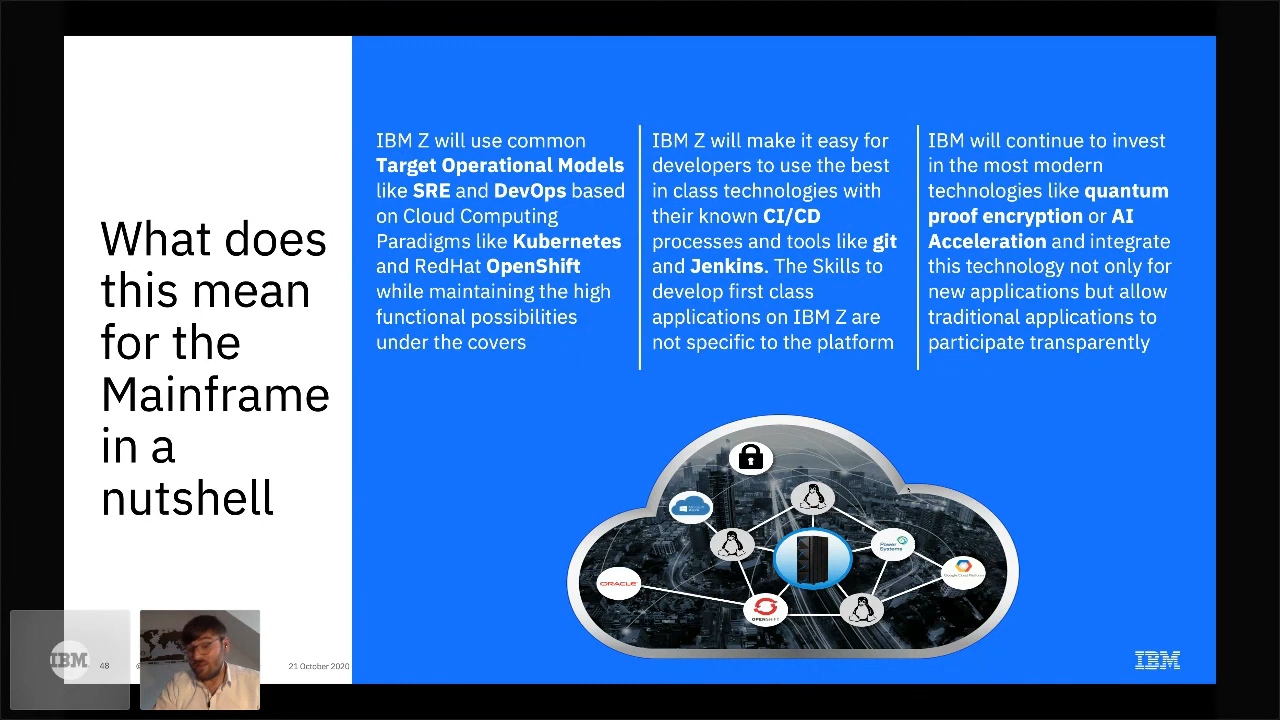 What does
this mean
for the
Mainframe
in a
nutshell
IBM Z will use common
Target Operational Models
like SRE and DevOps based
on Cloud Computing
Paradigms like Kubernetes
and RedHat OpenShift
while maintaining the high
functional possibilities
under the covers
IBM Z will make it easy for
developers to use the best
in class technologies with
their known CI/CD
processes and tools like git
and Jenkins. The Skills to
develop first class
applications on IBM Z are
not specific to the platform
IBM will continue to invest
in the most modern
technologies like quantum
proof encryption or AI
Acceleration and integrate
this technology not only for
new applications but allow
traditional applications to
participate transparently
Power
Systems
Google Cloud Platform
ORACLE
OPENSHIFT
IBM
48
21 October 2020
IBM